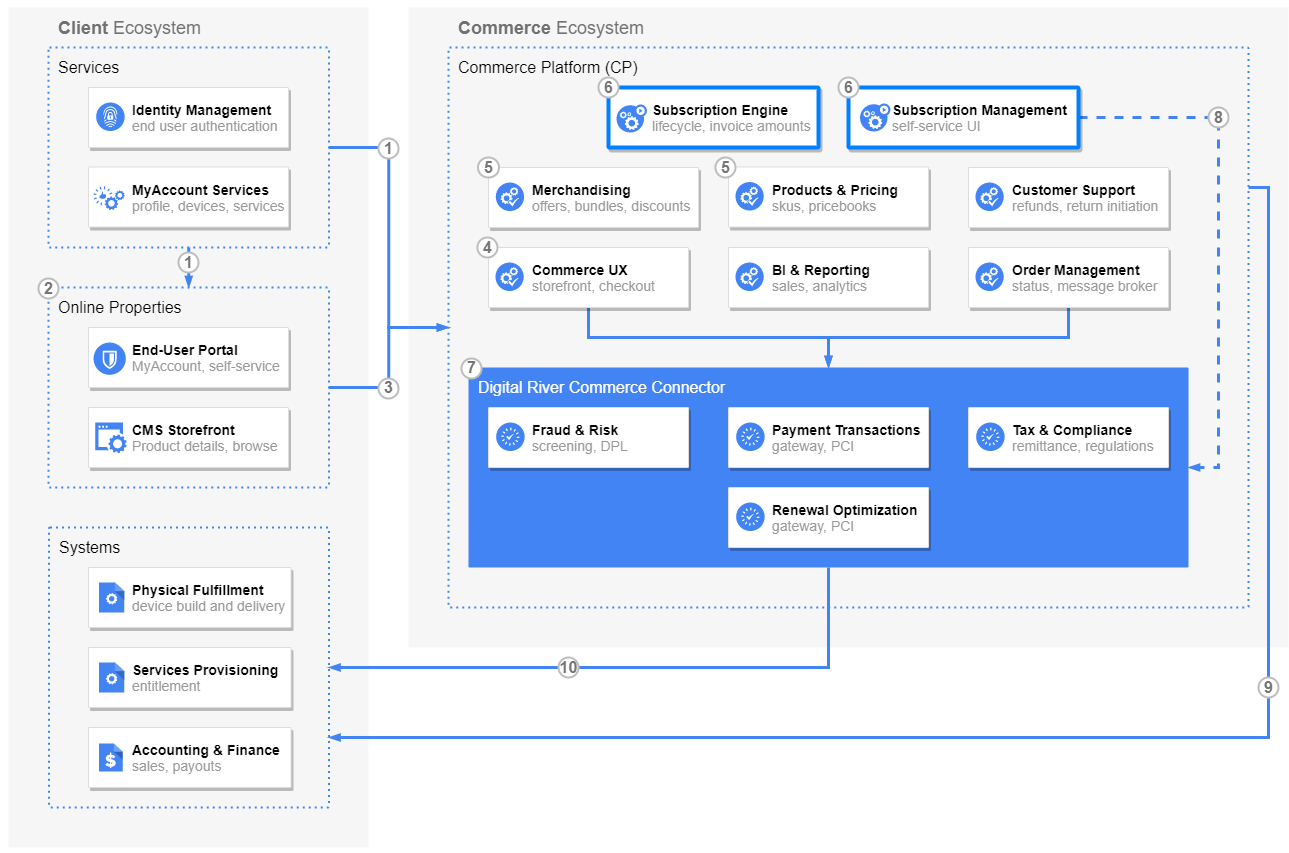 Client Ecosystem
Services
Identity Management
end user authentication
MyAccount Services
profile, devices, services
1
1
2
Online Properties
End-User Portal
MyAccount, self-service
CMS Storefront
Product details, browse
3
Systems
Physical Fulfillment
device build and delivery
Services Provisioning
entitlement
Accounting & Finance
sales, payouts
Commerce Ecosystem
Commerce Platform (CP)
6
Subscription Engine
lifecycle, invoice amounts
6
Subscription Management
self-service UI
8
5
Merchandising
offers, bundles, discounts
5
Products & Pricing
skus, pricebooks
Customer Support
refunds, return initiation
4
Commerce UX
storefront, checkout
BI & Reporting
sales, analytics
Order Management
status, message broker
7
Digital River Commerce Connector
Fraud & Risk
screening, DPL
Payment Transactions
gateway, PCI
Tax & Compliance
remittance, regulations
Renewal Optimization
gateway, PCI
10
9